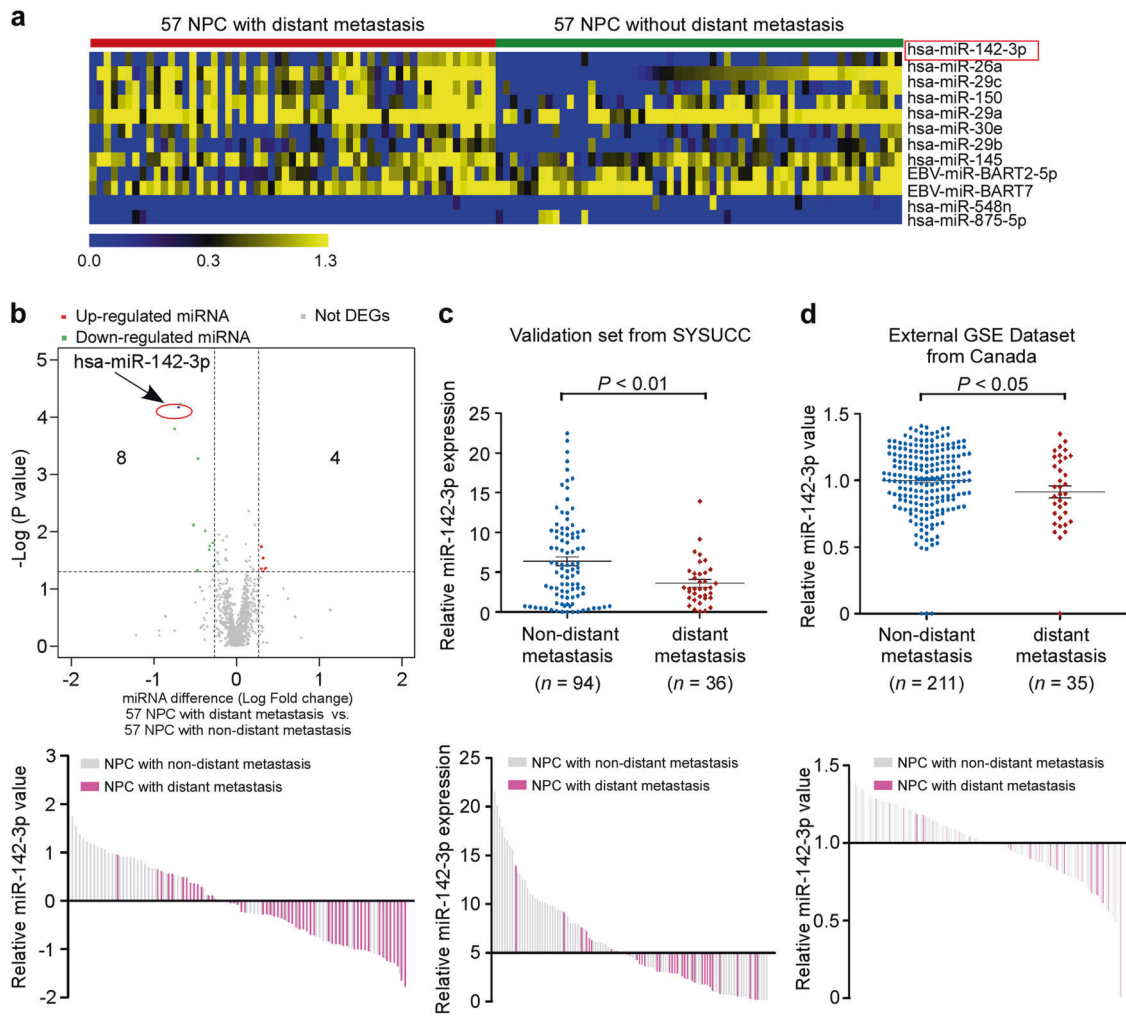 a
57 NPC with distant metastasis
57 NPC without distant metastasis
hsa-miR-142-3p
hsa-miR-26a
hsa-miR-29c
hsa-miR-150
hsa-miR-29a
hsa-miR-30e
hsa-miR-29b
hsa-miR-145
EBV-miR-BART2-5p
EBV-miR-BART7
hsa-miR-548n
hsa-miR-875-5p
0.0
0.3
1.3
b
Up-regulated miRNA
Not DEGs
Down-regulated miRNA
hsa-miR-142-3p
8
4
-Log (P value)
5
4
3
2
1
0
-2
-1
0
1
2
miRNA difference (Log Fold change)
57 NPC with distant metastasis vs.
57 NPC with non-distant metastasis
Relative miR-142-3p value
3
2
1
0
-1
-2
NPC with non-distant metastasis
NPC with distant metastasis
c
Validation set from SYSUCC
P < 0.01
Relative miR-142-3p expression
25
20
15
10
5
0
Non-distant
metastasis
(n = 94)
distant
metastasis
(n = 36)
Relative miR-142-3p expression
25
20
15
10
5
0
NPC with non-distant metastasis
NPC with distant metastasis
d
External GSE Dataset
from Canada
P < 0.05
Relative miR-142-3p value
1.5
1.0
0.5
0
Non-distant
metastasis
(n = 211)
distant
metastasis
(n = 35)
Relative miR-142-3p value
1.5
1.0
0.5
0
NPC with non-distant metastasis
NPC with distant metastasis